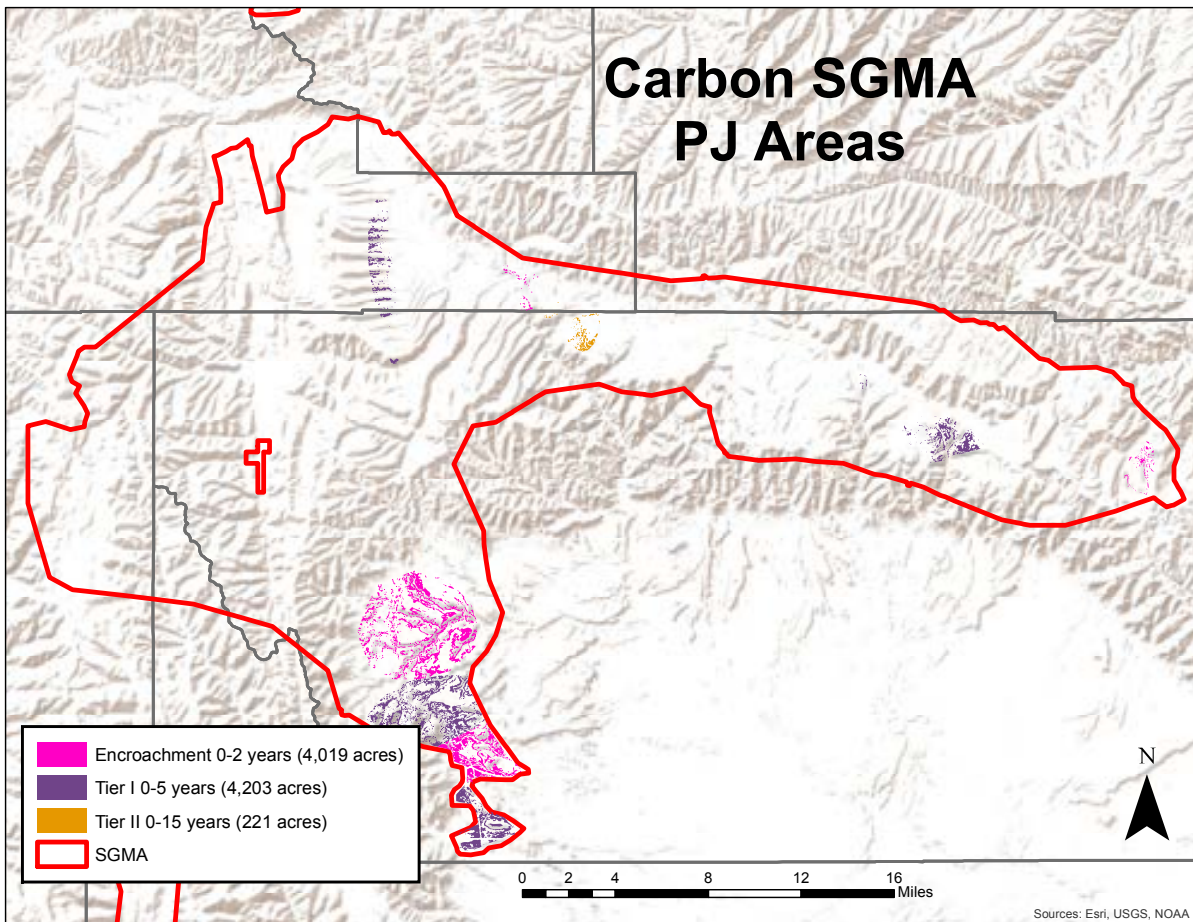 Carbon SGMA
PJ Areas
Encroachment 0-2 years (4,019 acres)
Tier I 0-5 years (4,203 acres)
Tier II 0-15 years (221 acres)
SGMA
N
0 2 4 8 12 16
Miles
Sources: Esri, USGS, NOAA